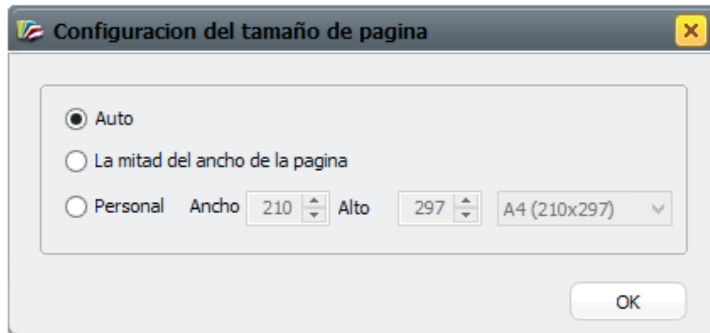 Configuracion del tamaño de pagina
Auto
La mitad del ancho de la pagina
Personal Ancho 210 Alto 297 A4 (210x297)
OK